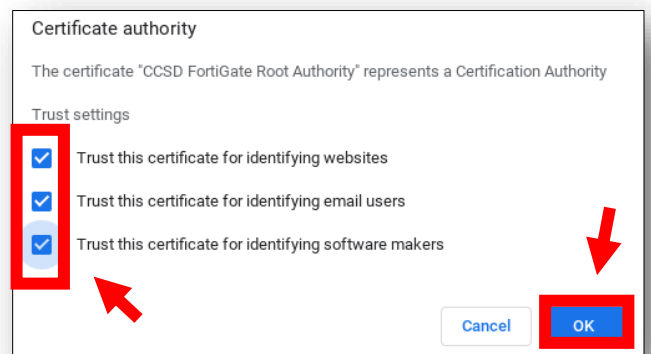 Certificate authority
The certificate "CCSD FortiGate Root Authority" represents a Certification Authority
Trust settings
Trust this certificate for identifying websites
Trust this certificate for identifying email users
Trust this certificate for identifying software makers
Cancel OK